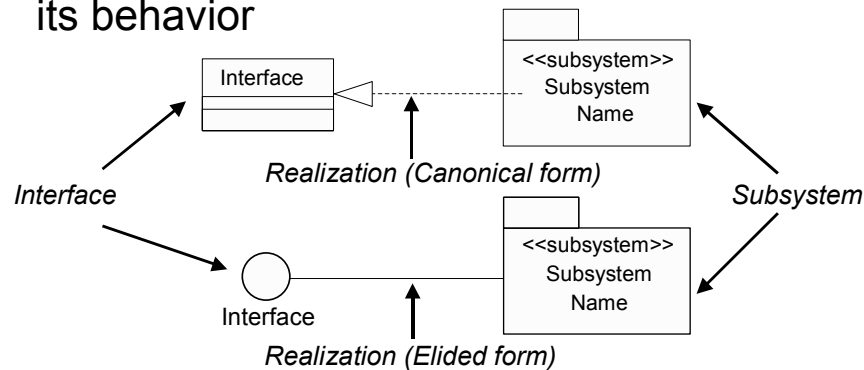 its behavior
<<subsystem>>
Interface
Subsystem
Name
Realization (Canonical form)
Interface
Subsystem
<<subsystem>>
Subsystem
Name
Interface
Realization (Elided form)